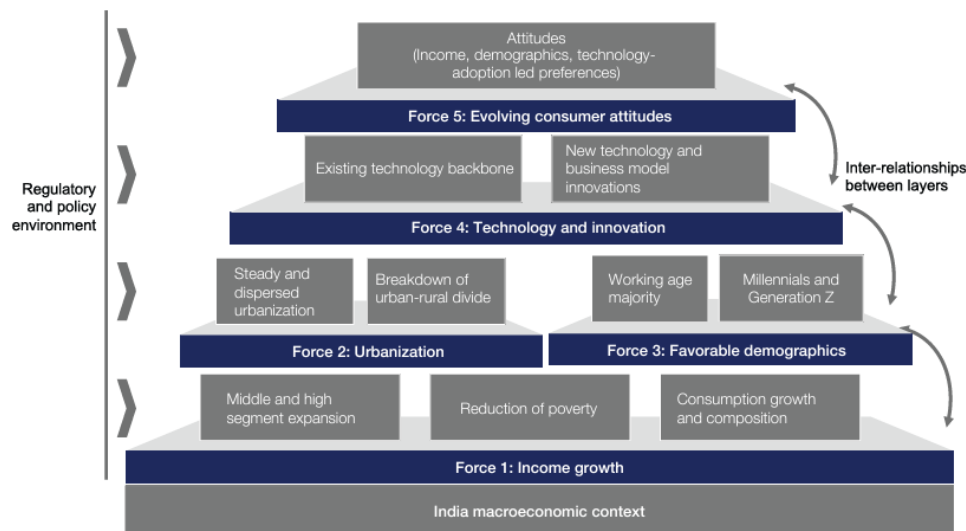 Attitudes
(Income, demographics, technology-
adoption led preferences)
Force 5: Evolving consumer attitudes
Existing technology backbone
New technology and
business model
innovations
Inter-relationships
between layers
Regulatory
and policy
environment
Force 4: Technology and innovation
Steady and
dispersed
urbanization
Breakdown of
urban-rural divide
Working age
majority
Millennials and
Generation Z
Force 2: Urbanization
Force 3: Favorable demographics
Middle and high
segment expansion
Reduction of poverty
Consumption growth
and composition
Force 1: Income growth
India macroeconomic context